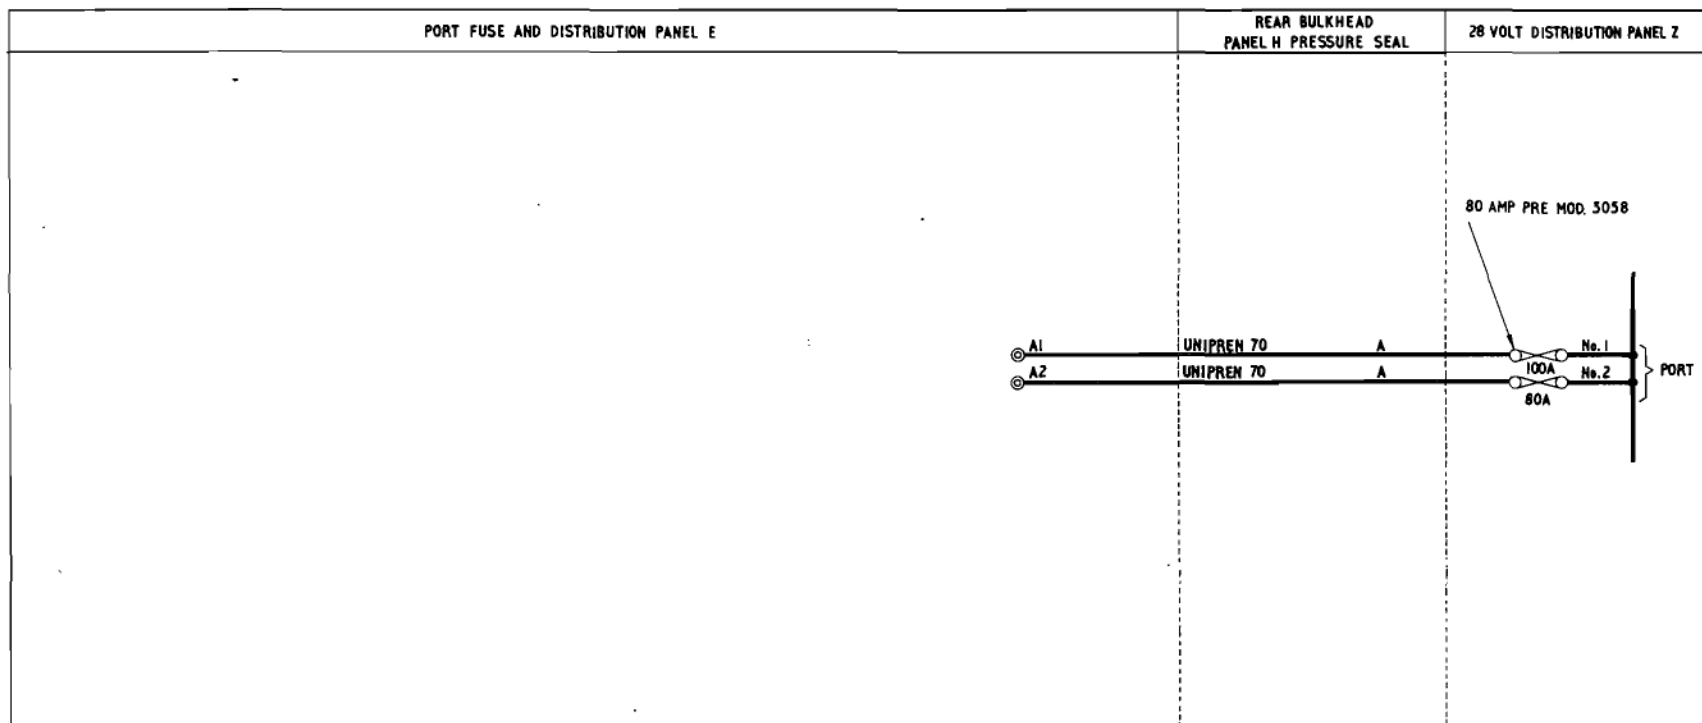 PORT FUSE AND DISTRIBUTION PANEL E
REAR BULKHEAD
PANEL H PRESSURE SEAL
28 VOLT DISTRIBUTION PANEL Z
80 AMP PRE MOD. 5058
A1
UNIPREN 70
A
No. 1
100A
A2
UNIPREN 70
A
No. 2
80A
PORT